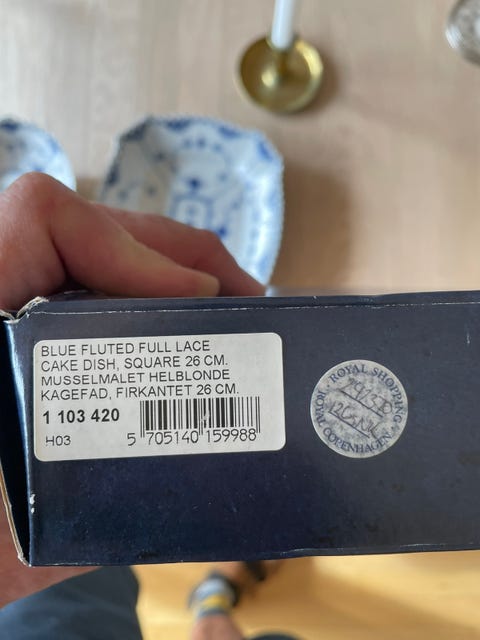 BLUE FLUTED FULL LACE
CAKE DISH, SQUARE 26 CM.
MUSSELMALET HELBLONDE
KAGEFAD, FIRKANTET 26 CM.
1 103 420
H03
5 705140 159988
ROYAL SHOPPING
ROYAL COPENHAGEN